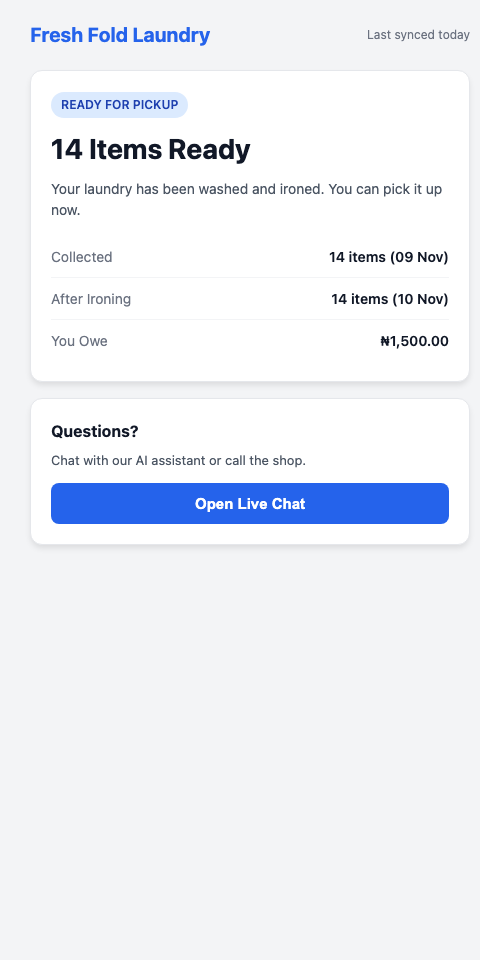 Fresh Fold Laundry
Last synced today
READY FOR PICKUP
14 Items Ready
Your laundry has been washed and ironed. You can pick it up
now.
Collected 14 items (09 Nov)
After Ironing 14 items (10 Nov)
You Owe ₦1,500.00
Questions?
Chat with our AI assistant or call the shop.
Open Live Chat